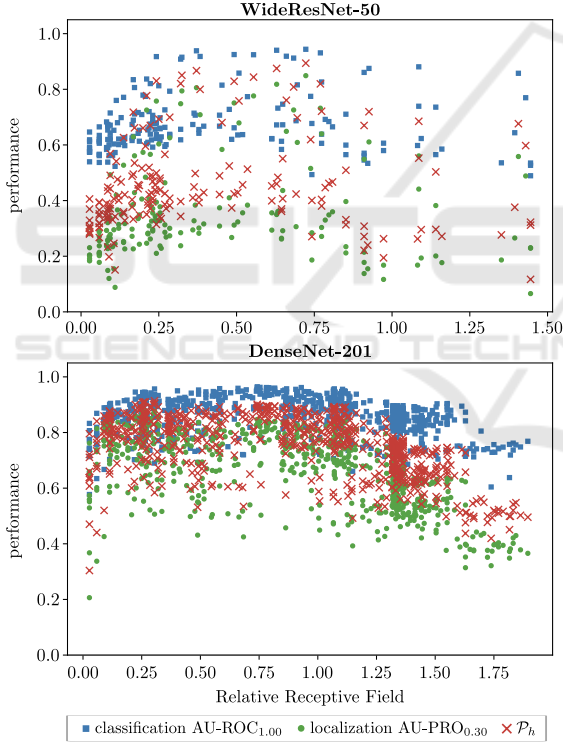 WideResNet-50
1.0
0.8
0.6
0.4
0.2
0.0
performance
0.00 0.25 0.50 0.75 1.00 1.25 1.50
SCIENCE AND TECHN
DenseNet-201
1.0
0.8
0.6
0.4
0.2
0.0
performance
0.00 0.25 0.50 0.75 1.00 1.25 1.50 1.75
Relative Receptive Field
classification AU-ROC₁.₀₀ localization AU-PRO₀.₃₀ 𝒫ₕ